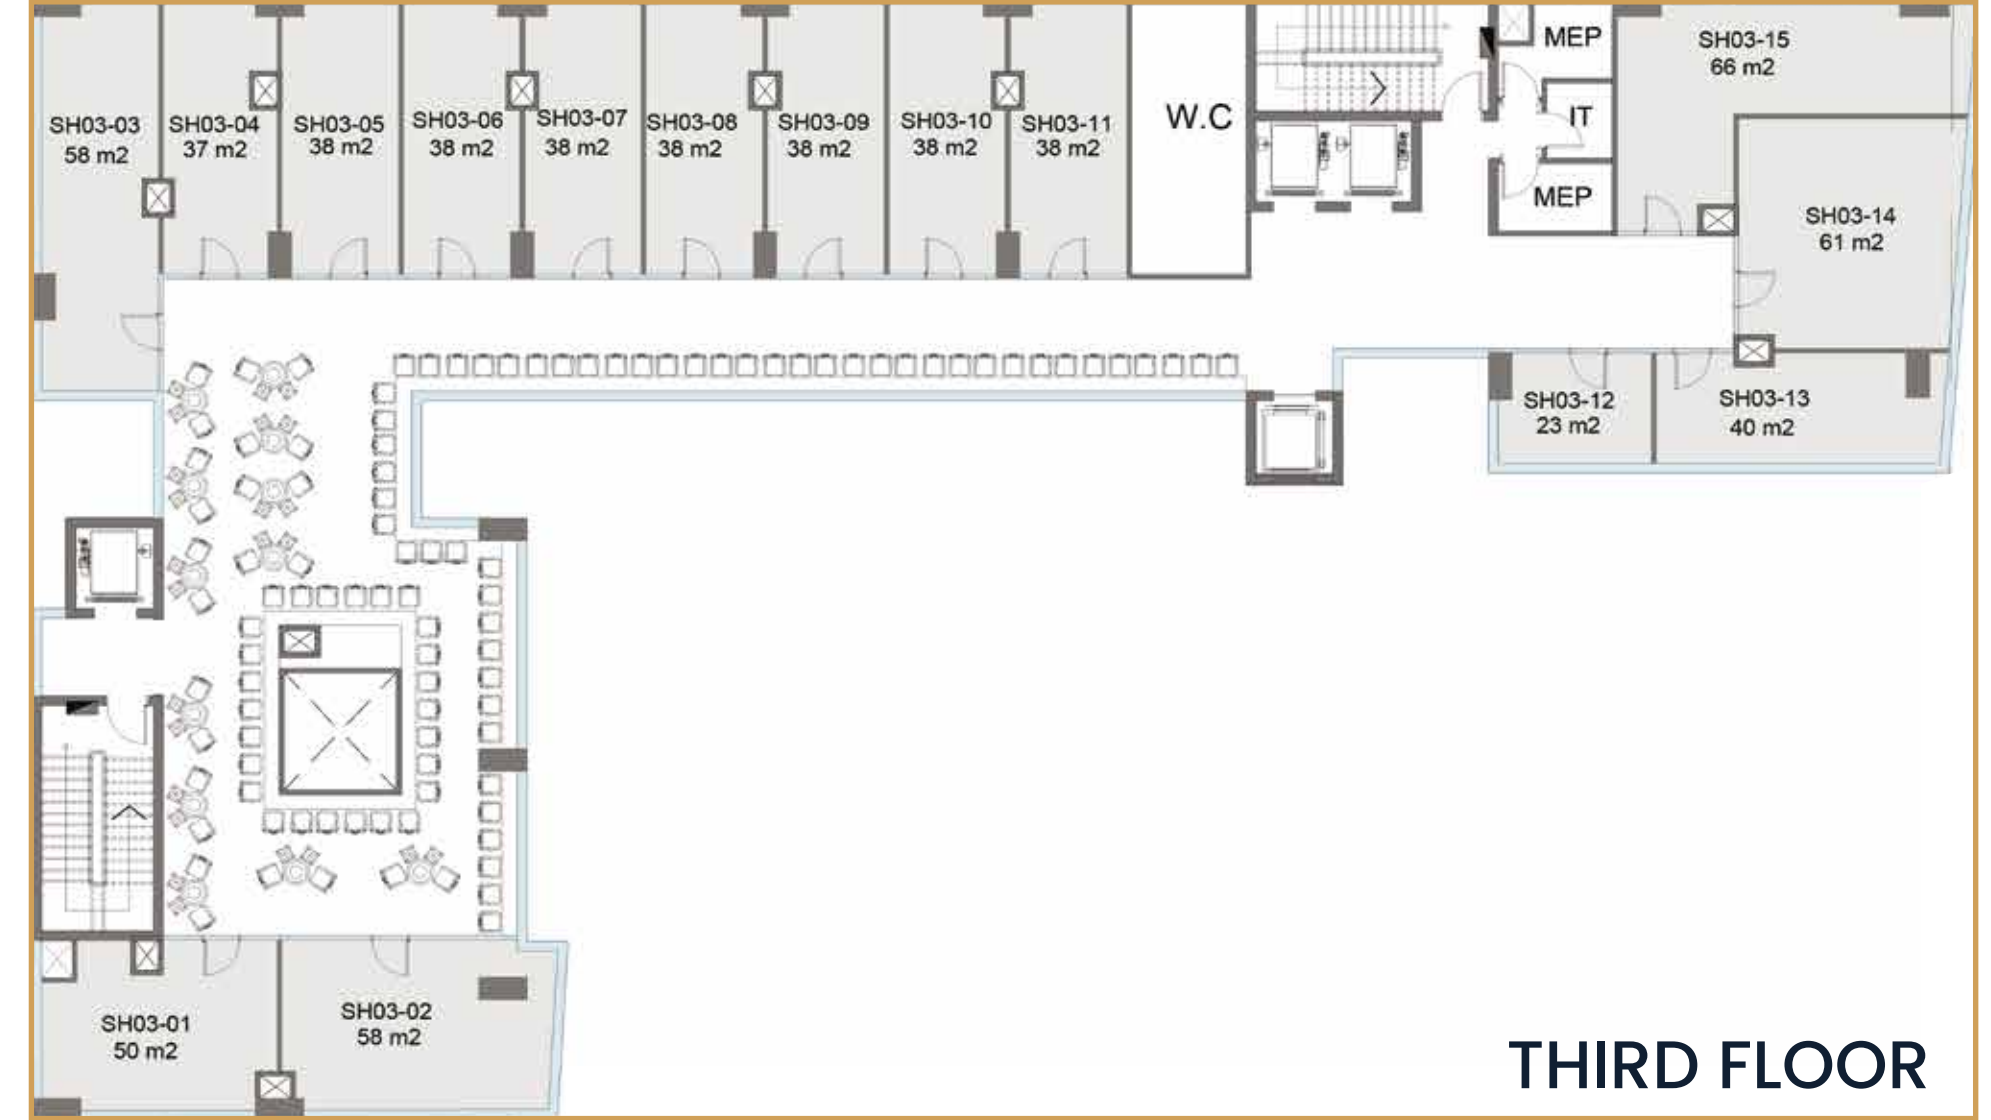 SH03-03
58 m2
SH03-04
37 m2
SH03-05
38 m2
SH03-06
38 m2
SH03-07
38 m2
SH03-08
38 m2
SH03-09
38 m2
SH03-10
38 m2
SH03-11
38 m2
W.C
MEP
IT
MEP
SH03-15
66 m2
SH03-14
61 m2
SH03-12
23 m2
SH03-13
40 m2
SH03-01
50 m2
SH03-02
58 m2
THIRD FLOOR